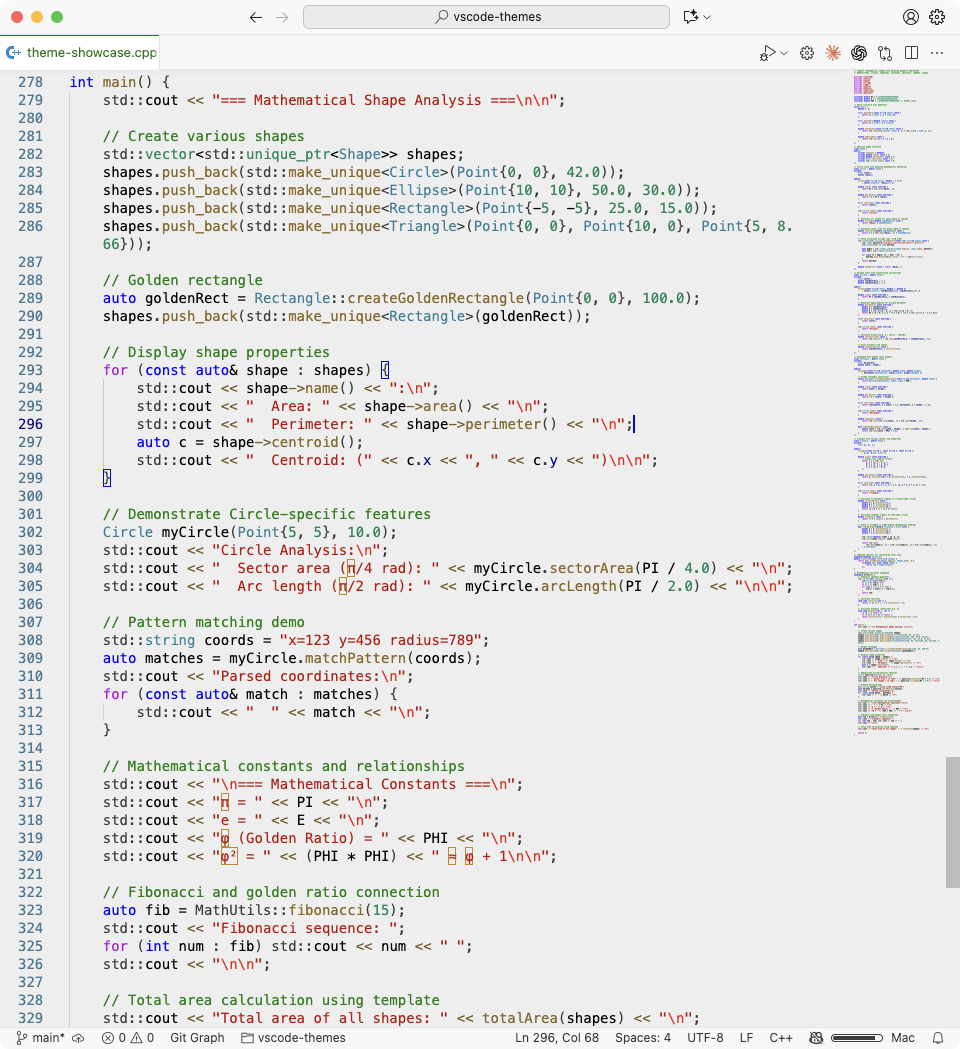 vscode-themes
theme-showcase.cpp
278 int main() {
279 std::cout << "=== Mathematical Shape Analysis ===\n\n";
280
281 // Create various shapes
282 std::vector<std::unique_ptr<Shape>> shapes;
283 shapes.push_back(std::make_unique<Circle>(Point{0, 0}, 42.0));
284 shapes.push_back(std::make_unique<Ellipse>(Point{10, 10}, 50.0, 30.0));
285 shapes.push_back(std::make_unique<Rectangle>(Point{-5, -5}, 25.0, 15.0));
286 shapes.push_back(std::make_unique<Triangle>(Point{0, 0}, Point{10, 0}, Point{5, 8.
66}));
287
288 // Golden rectangle
289 auto goldenRect = Rectangle::createGoldenRectangle(Point{0, 0}, 100.0);
290 shapes.push_back(std::make_unique<Rectangle>(goldenRect));
291
292 // Display shape properties
293 for (const auto& shape : shapes) {
294 std::cout << shape->name() << ":\n";
295 std::cout << "  Area: " << shape->area() << "\n";
296 std::cout << "  Perimeter: " << shape->perimeter() << "\n";
297 auto c = shape->centroid();
298 std::cout << "  Centroid: (" << c.x << ", " << c.y << ")\n\n";
299 }
300
301 // Demonstrate Circle-specific features
302 Circle myCircle(Point{5, 5}, 10.0);
303 std::cout << "Circle Analysis:\n";
304 std::cout << "  Sector area (π/4 rad): " << myCircle.sectorArea(PI / 4.0) << "\n";
305 std::cout << "  Arc length (π/2 rad): " << myCircle.arcLength(PI / 2.0) << "\n\n";
306
307 // Pattern matching demo
308 std::string coords = "x=123 y=456 radius=789";
309 auto matches = myCircle.matchPattern(coords);
310 std::cout << "Parsed coordinates:\n";
311 for (const auto& match : matches) {
312 std::cout << "  " << match << "\n";
313 }
314
315 // Mathematical constants and relationships
316 std::cout << "\n=== Mathematical Constants ===\n";
317 std::cout << "π = " << PI << "\n";
318 std::cout << "e = " << E << "\n";
319 std::cout << "φ (Golden Ratio) = " << PHI << "\n";
320 std::cout << "φ² = " << (PHI * PHI) << " ≈ φ + 1\n\n";
321
322 // Fibonacci and golden ratio connection
323 auto fib = MathUtils::fibonacci(15);
324 std::cout << "Fibonacci sequence: ";
325 for (int num : fib) std::cout << num << " ";
326 std::cout << "\n\n";
327
328 // Total area calculation using template
329 std::cout << "Total area of all shapes: " << totalArea(shapes) << "\n";
main* 0 0 Git Graph vscode-themes Ln 296, Col 68 Spaces: 4 UTF-8 LF C++ Mac